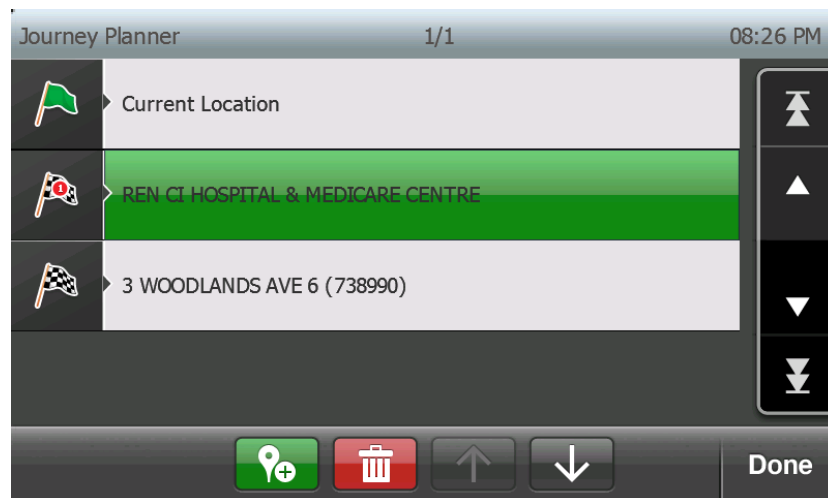 Journey Planner 1/1 08:26 PM
Current Location
1
REN CI HOSPITAL & MEDICARE CENTRE
3 WOODLANDS AVE 6 (738990)
Done